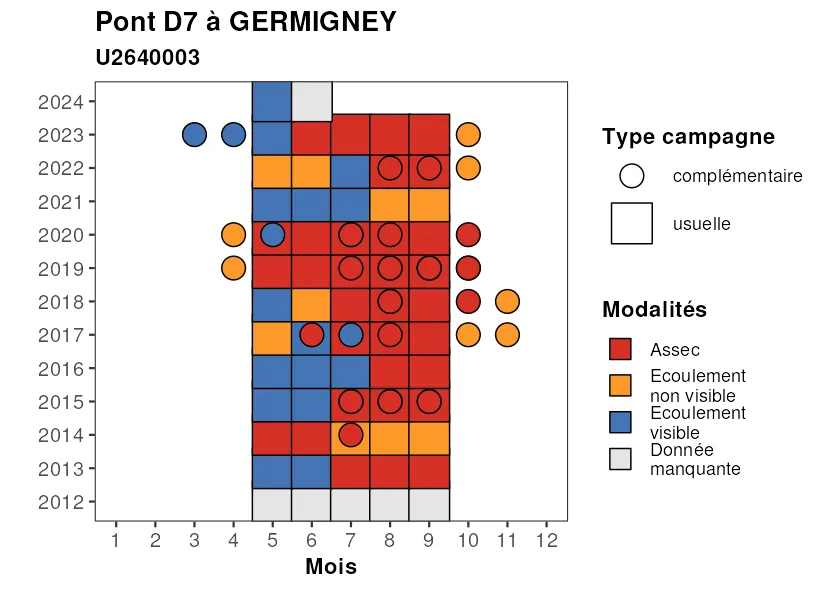 Pont D7 à GERMIGNEY
U2640003
2024
2023
2022
2021
2020
2019
2018
2017
2016
2015
2014
2013
2012
1 2 3 4 5 6 7 8 9 10 11 12
Mois
Type campagne
complémentaire
usuelle
Modalités
Assec
Ecoulement
non visible
Ecoulement
visible
Donnée
manquante